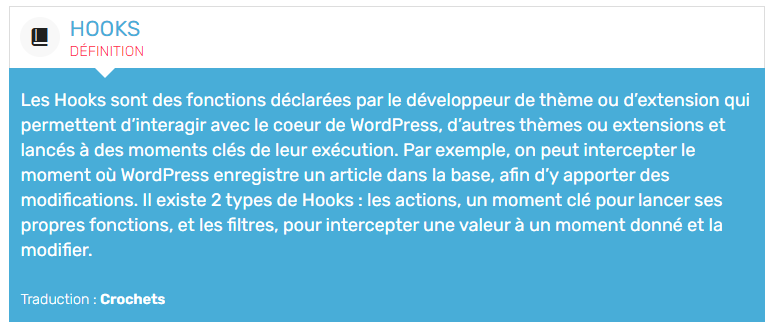 HOOKS
DÉFINITION
Les Hooks sont des fonctions déclarées par le développeur de thème ou d’extension qui
permettent d’interagir avec le coeur de WordPress, d’autres thèmes ou extensions et
lancés à des moments clés de leur exécution. Par exemple, on peut intercepter le
moment où WordPress enregistre un article dans la base, afin d’y apporter des
modifications. Il existe 2 types de Hooks : les actions, un moment clé pour lancer ses
propres fonctions, et les filtres, pour intercepter une valeur à un moment donné et la
modifier.
Traduction : Crochets